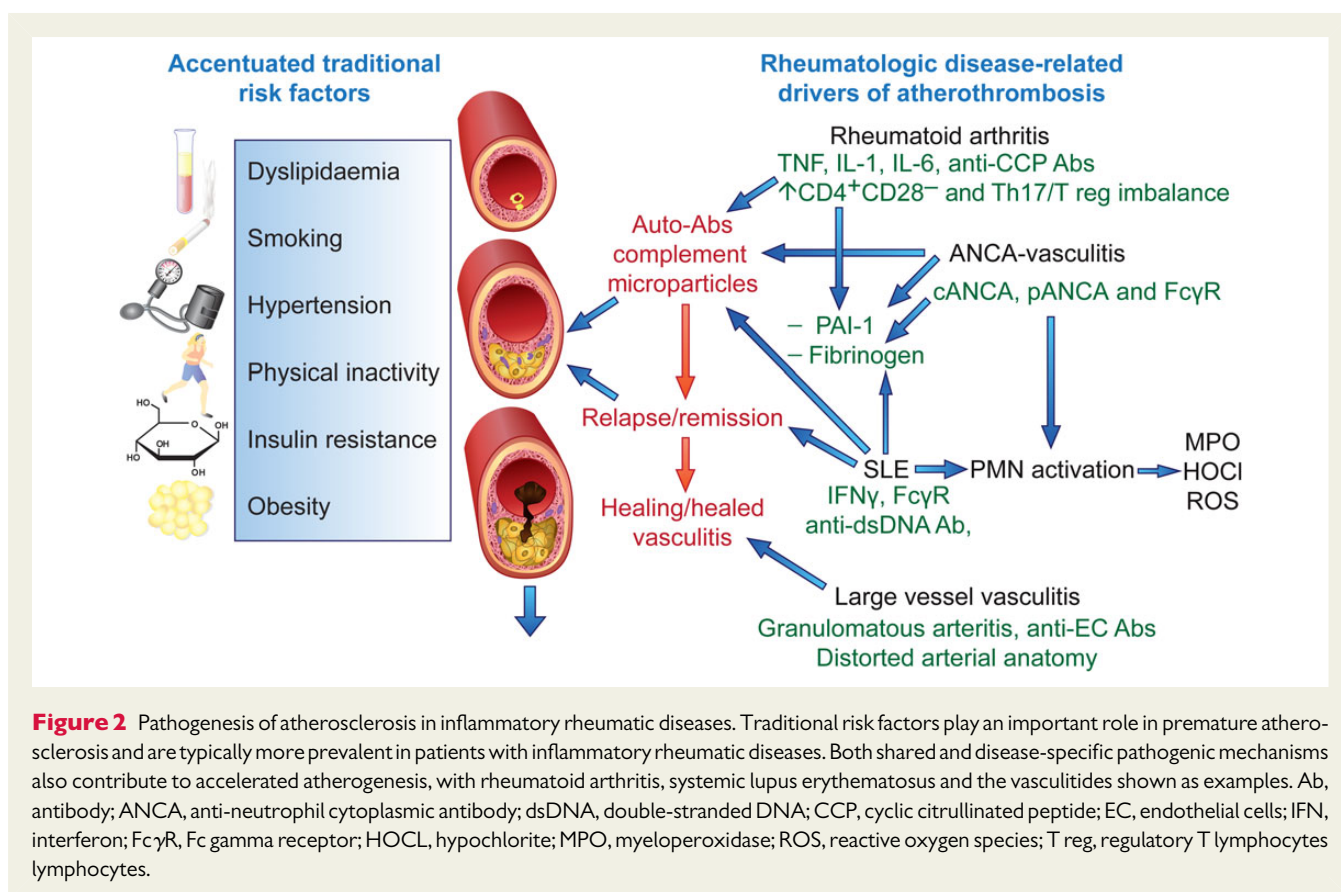 Accentuated traditional
risk factors
Dyslipidaemia
Smoking
Hypertension
Physical inactivity
Insulin resistance
Obesity
HO
O
OH
OH
HO
OH
Rheumatologic disease-related
drivers of atherothrombosis
Rheumatoid arthritis
TNF, IL-1, IL-6, anti-CCP Abs
↑CD4⁺CD28⁻ and Th17/T reg imbalance
Auto-Abs
complement
microparticles
ANCA-vasculitis
cANCA, pANCA and FcγR
– PAI-1
– Fibrinogen
Relapse/remission
SLE
IFNγ, FcγR
anti-dsDNA Ab,
PMN activation
MPO
HOCl
ROS
Healing/healed
vasculitis
Large vessel vasculitis
Granulomatous arteritis, anti-EC Abs
Distorted arterial anatomy
Figure 2 Pathogenesis of atherosclerosis in inflammatory rheumatic diseases. Traditional risk factors play an important role in premature athero-
sclerosis and are typically more prevalent in patients with inflammatory rheumatic diseases. Both shared and disease-specific pathogenic mechanisms
also contribute to accelerated atherogenesis, with rheumatoid arthritis, systemic lupus erythematosus and the vasculitides shown as examples. Ab,
antibody; ANCA, anti-neutrophil cytoplasmic antibody; dsDNA, double-stranded DNA; CCP, cyclic citrullinated peptide; EC, endothelial cells; IFN,
interferon; FcγR, Fc gamma receptor; HOCL, hypochlorite; MPO, myeloperoxidase; ROS, reactive oxygen species; T reg, regulatory T lymphocytes
lymphocytes.